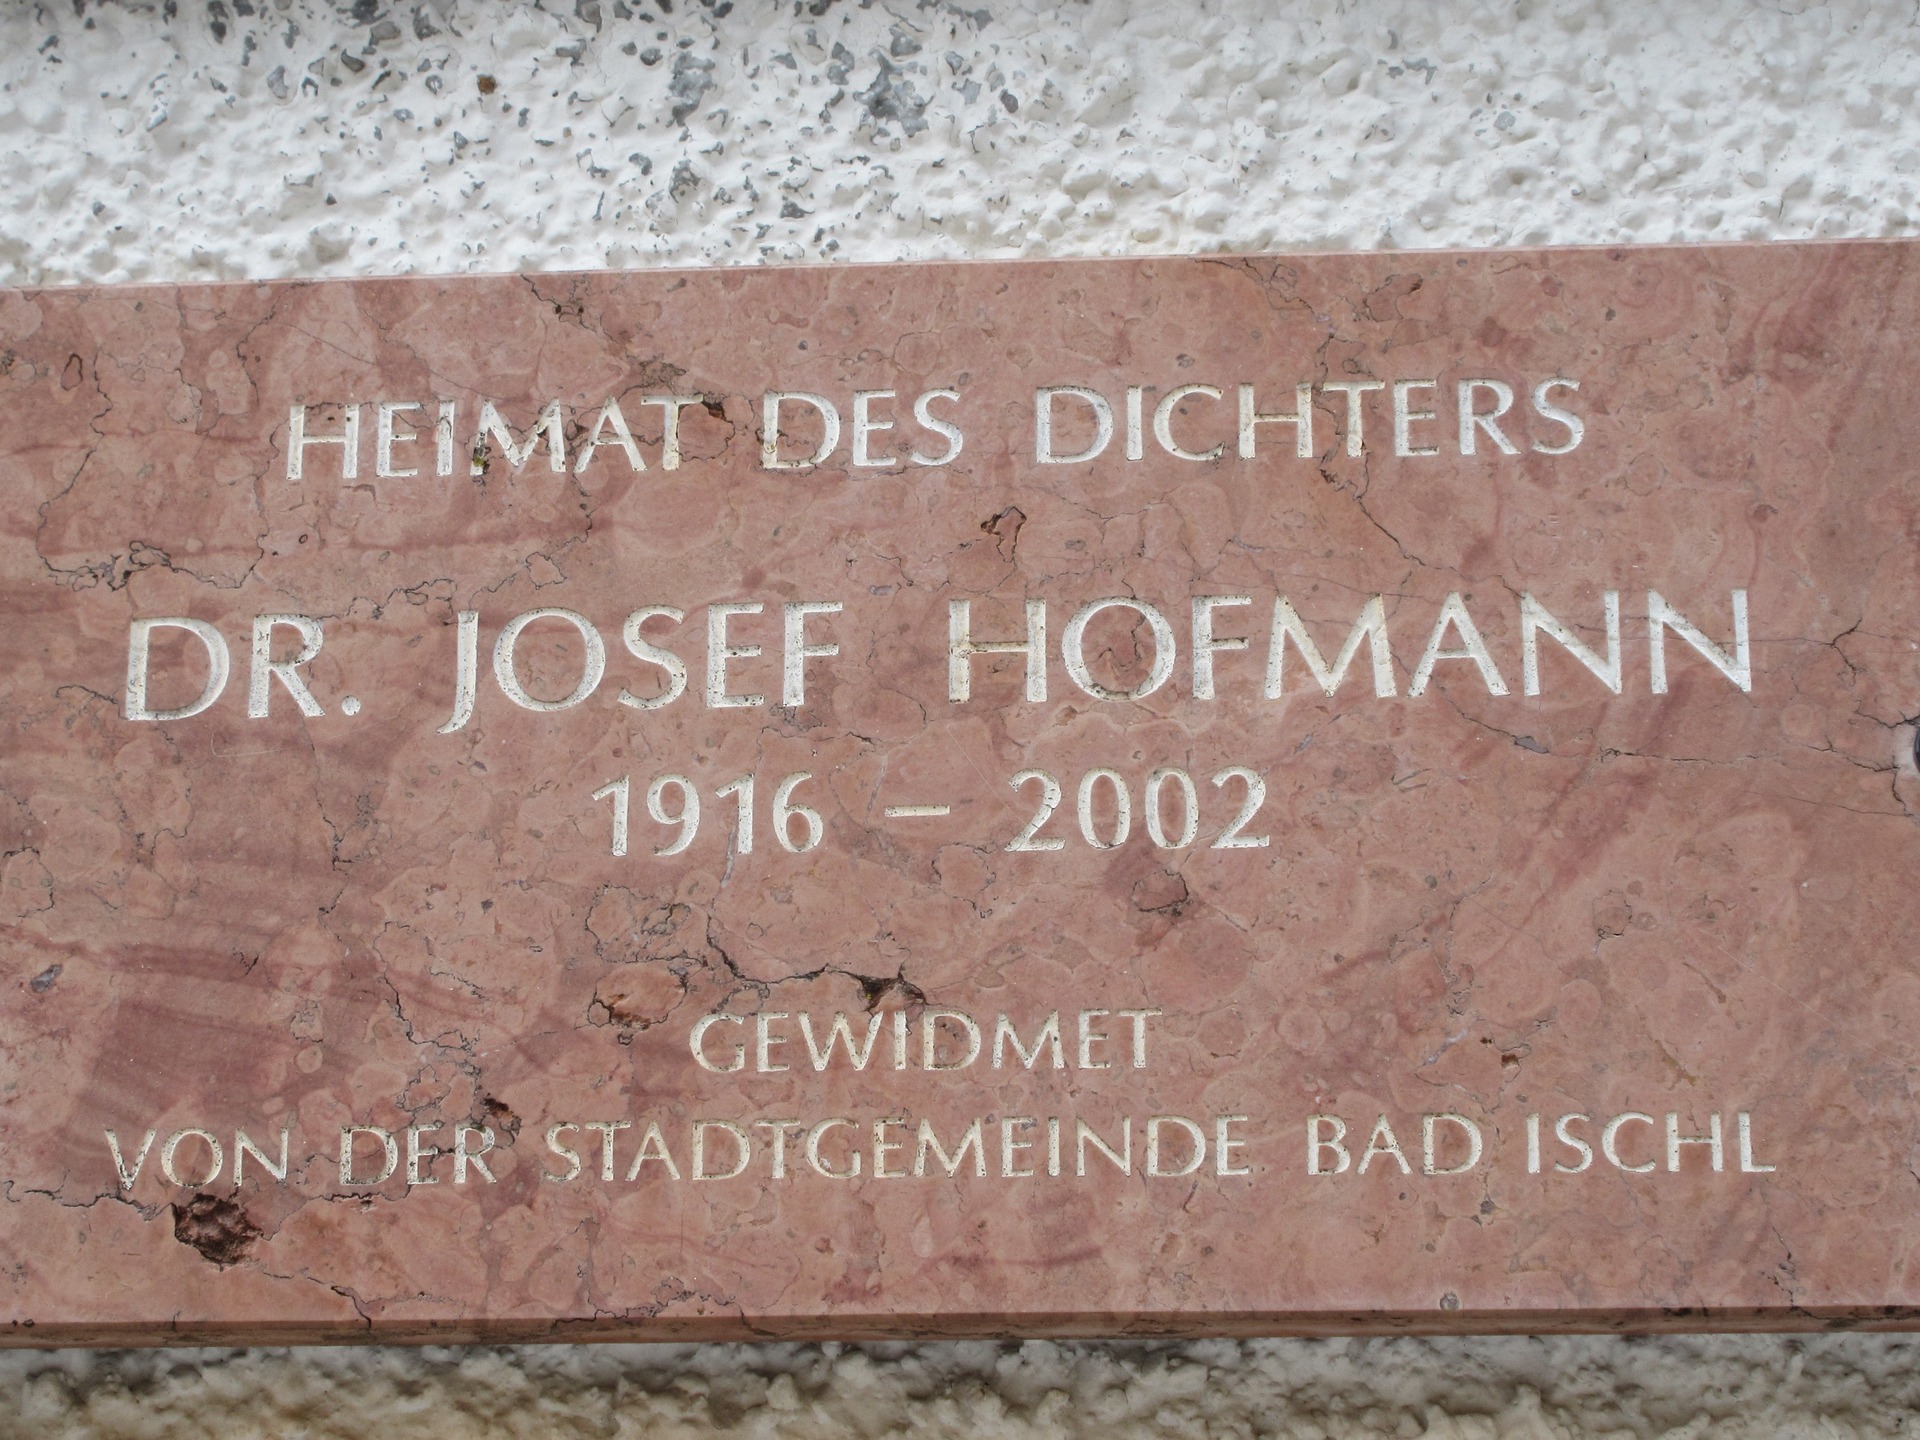 HEIMAT DES DICHTERS
DR. JOSEF HOFMANN
1916 – 2002
GEWIDMET
VON DER STADTGEMEINDE BAD ISCHL